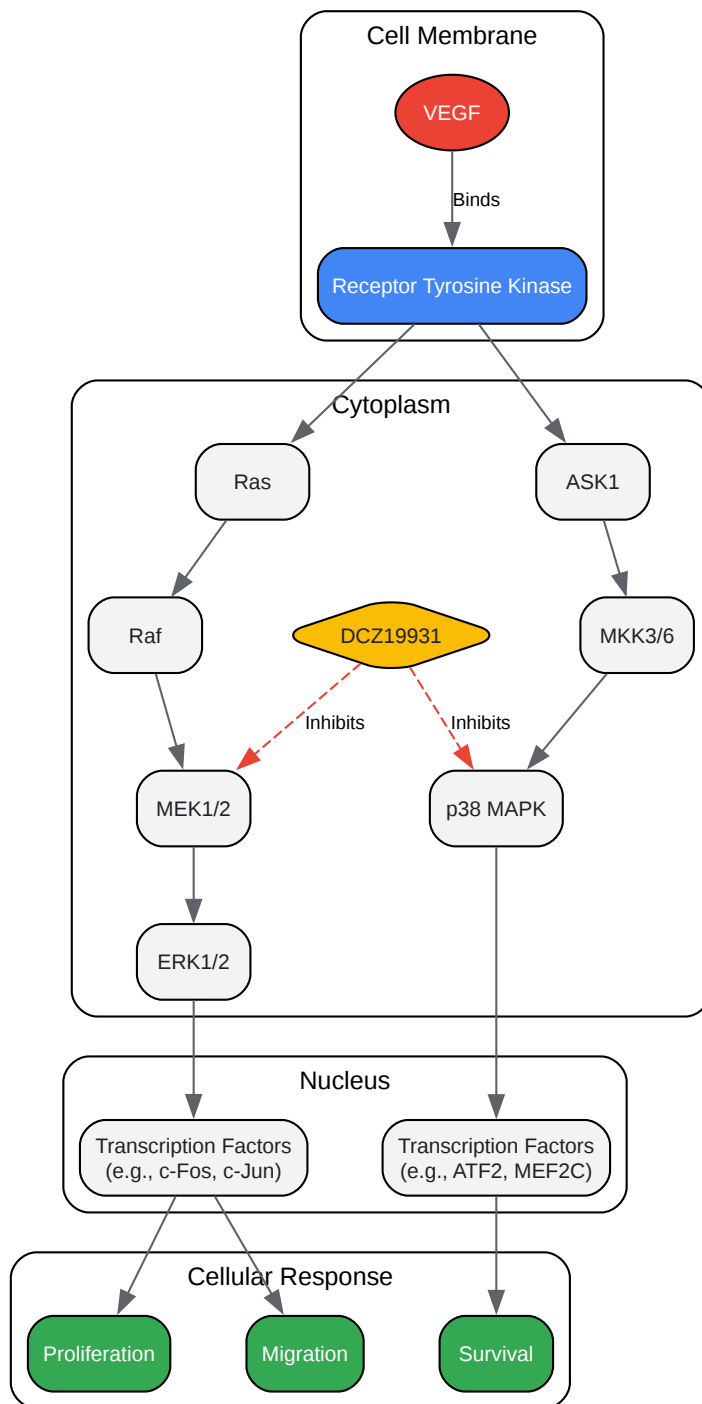 Cell Membrane
VEGF
Binds
Receptor Tyrosine Kinase
Cytoplasm
Ras
ASK1
Raf
DCZ19931
MKK3/6
Inhibits
Inhibits
MEK1/2
p38 MAPK
ERK1/2
Nucleus
Transcription Factors
(e.g., c-Fos, c-Jun)
Transcription Factors
(e.g., ATF2, MEF2C)
Cellular Response
Proliferation
Migration
Survival